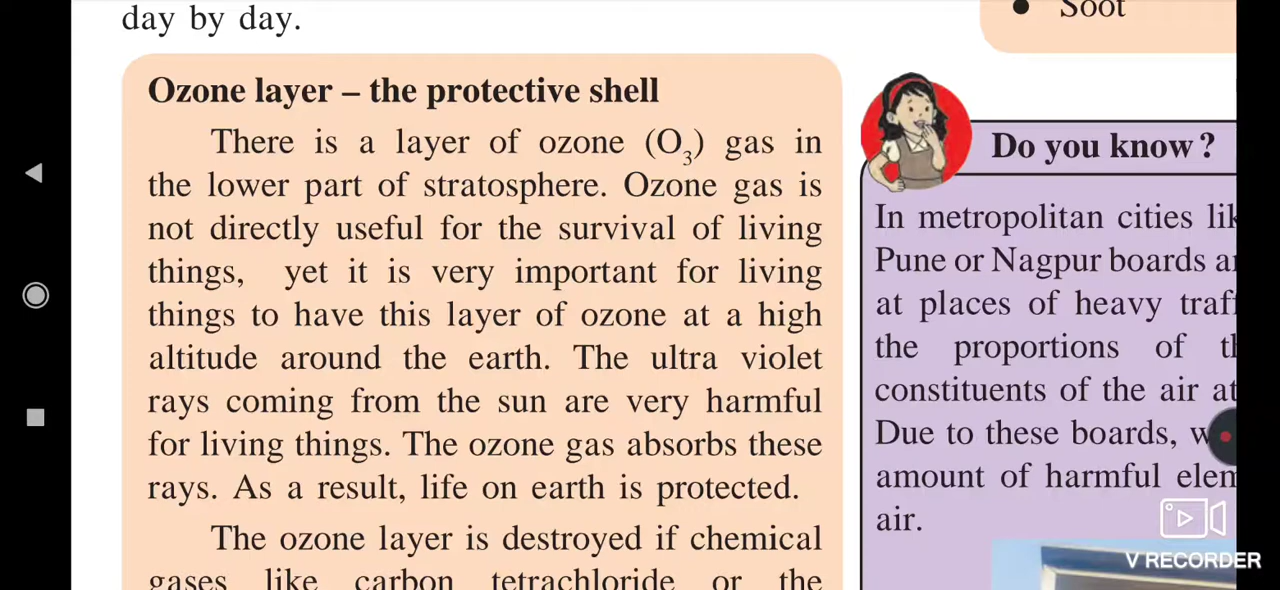 day by day.
Ozone layer – the protective shell
There is a layer of ozone (O₃) gas in
the lower part of stratosphere. Ozone gas is
not directly useful for the survival of living
things, yet it is very important for living
things to have this layer of ozone at a high
altitude around the earth. The ultra violet
rays coming from the sun are very harmful
for living things. The ozone gas absorbs these
rays. As a result, life on earth is protected.
The ozone layer is destroyed if chemical
gases like carbon tetrachloride or the
• Soot
Do you know?
In metropolitan cities
Pune or Nagpur boards
at places of heavy
the proportions of
constituents of the air at
Due to these boards,
amount of harmful
air.
V RECORDER